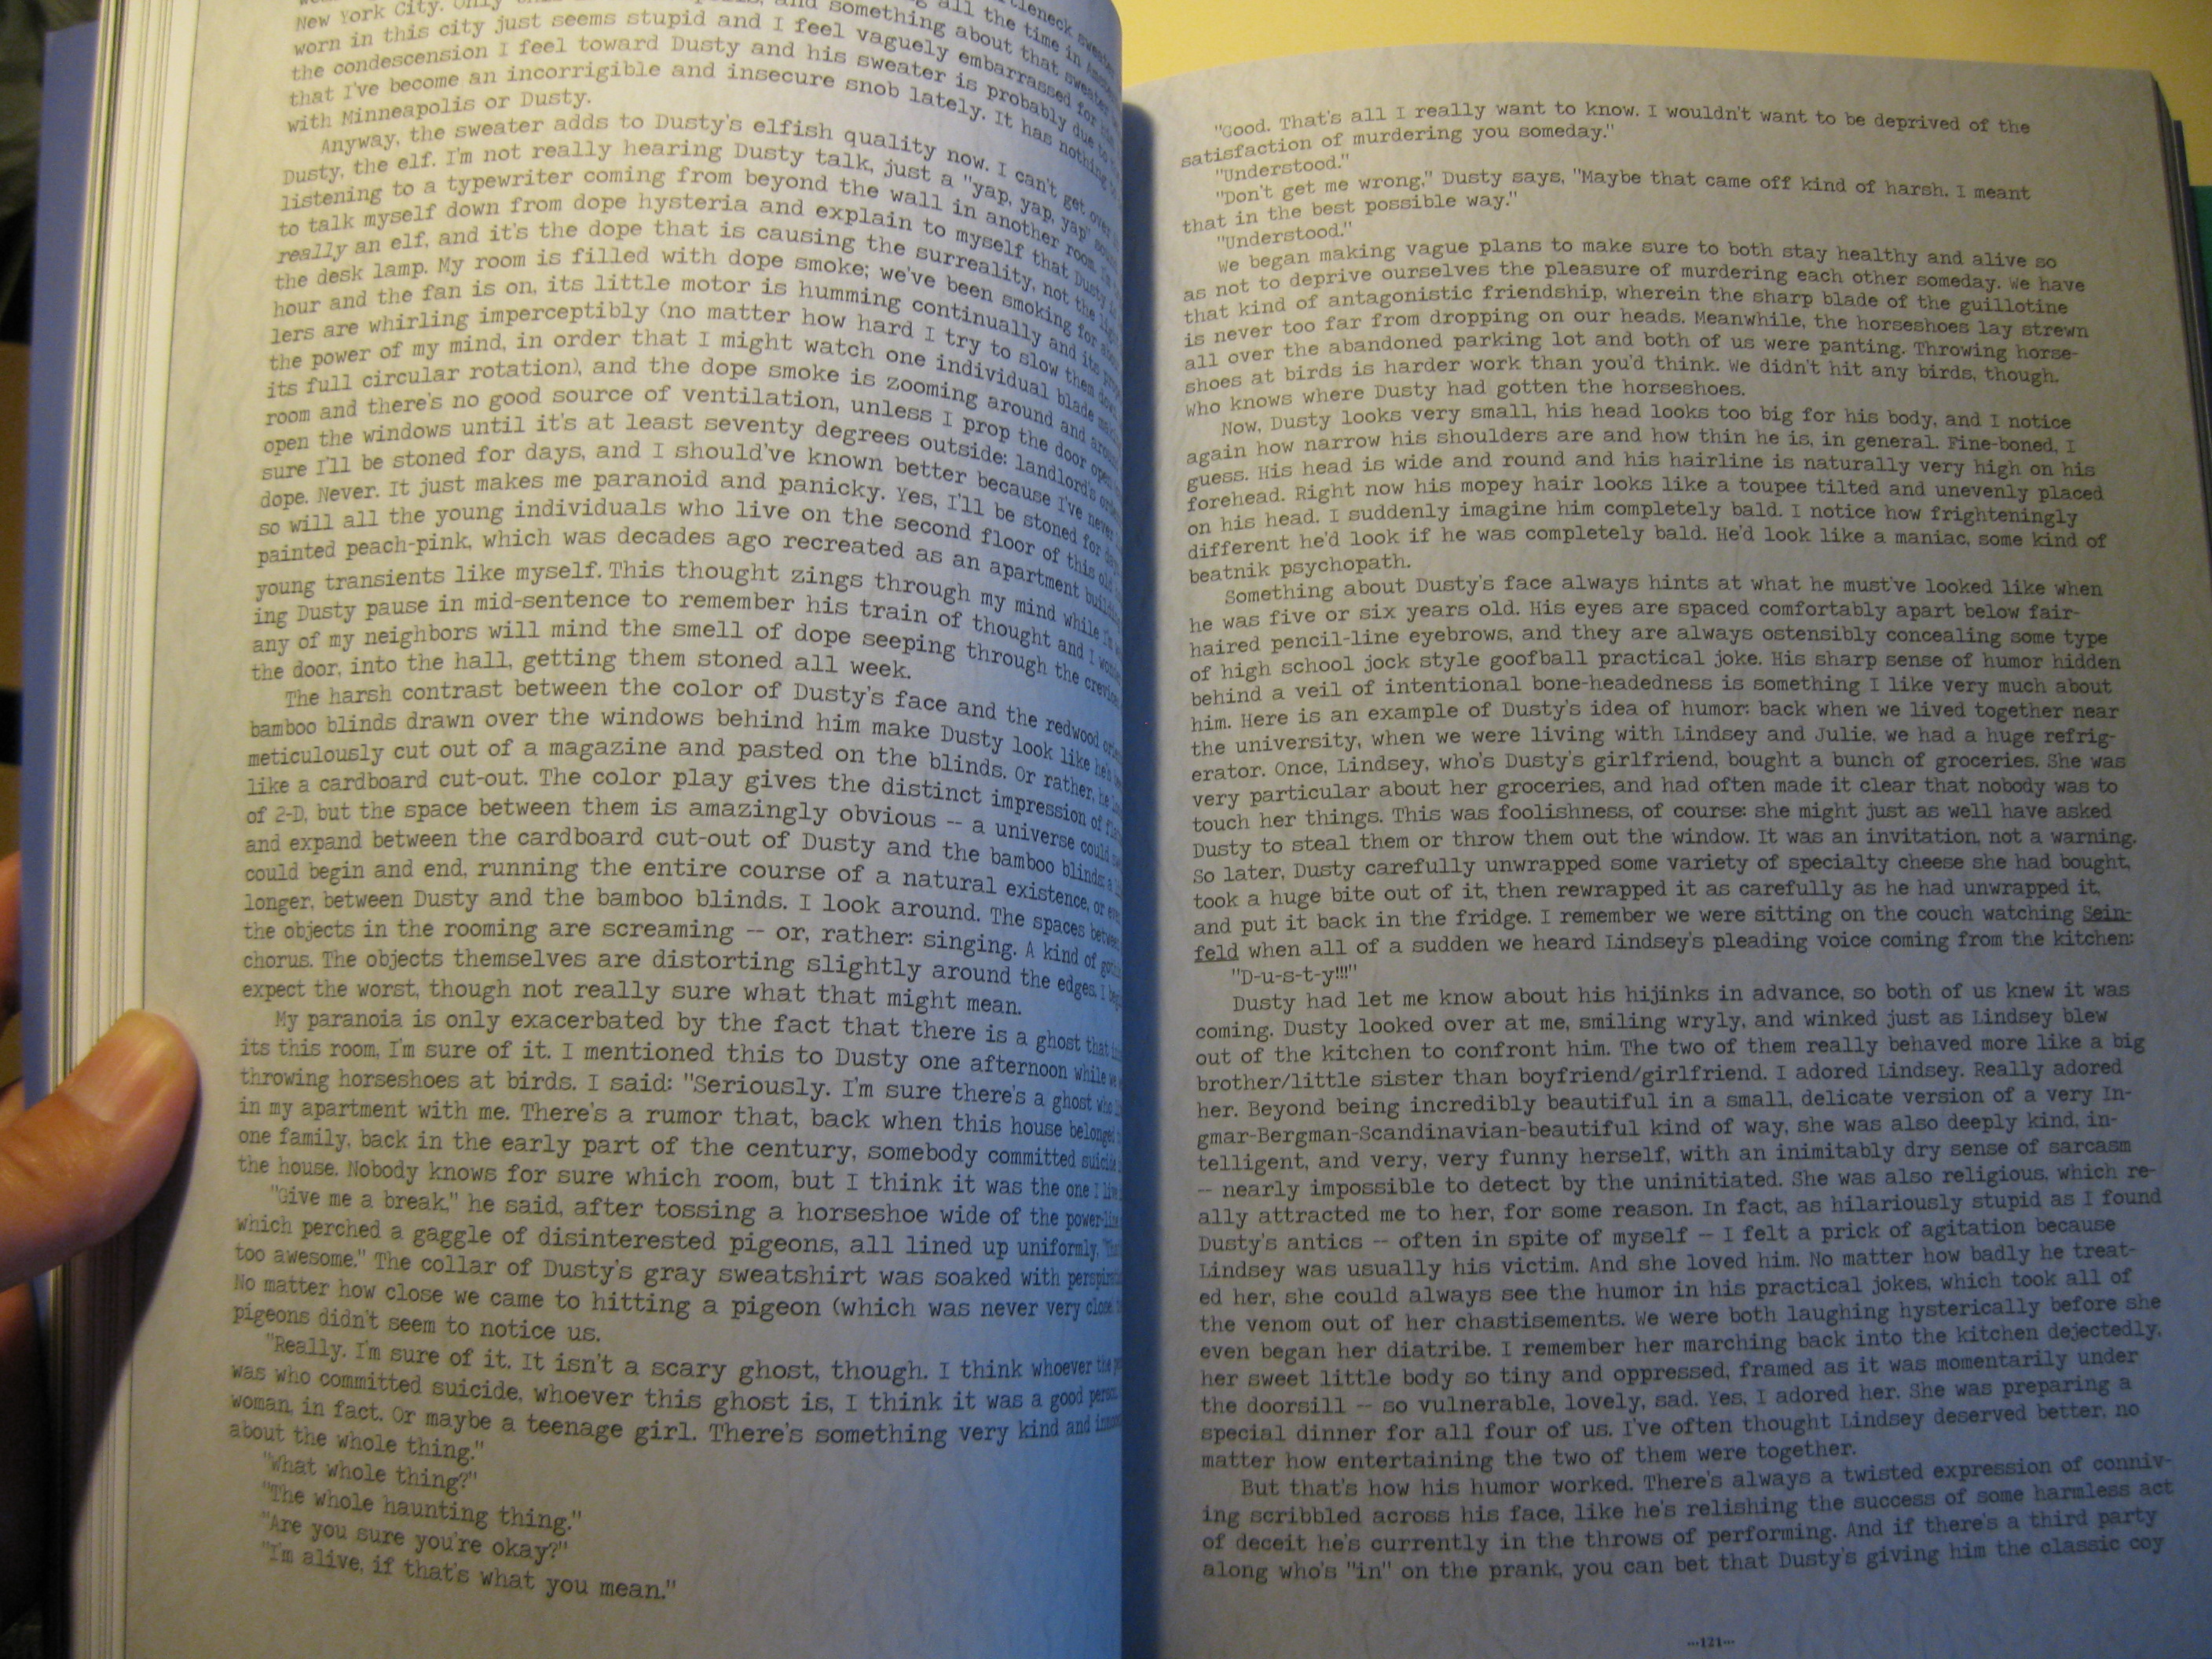 New York City. Only
all the time in
worn in this city just seems stupid and I feel vaguely embarrassed for him
the condescension I feel toward Dusty and his sweater is probably due to the
that I've become an incorrigible and insecure snob lately. It has nothing to
with Minneapolis or Dusty.
Anyway, the sweater adds to Dusty's elfish quality now. I can't get over
Dusty, the elf. I'm not really hearing Dusty talk, just a "yap, yap, yap"
listening to a typewriter coming from beyond the wall in another room. I'm
to talk myself down from dope hysteria and explain to myself that Dusty is
really an elf, and it's the dope that is causing the surreality, not the light
the desk lamp. My room is filled with dope smoke; we've been smoking for
hour and the fan is on, its little motor is humming continually and its
lers are whirling imperceptibly (no matter how hard I try to slow them down
the power of my mind, in order that I might watch one individual blade
its full circular rotation), and the dope smoke is zooming around and around
room and there's no good source of ventilation, unless I prop the door open
open the windows until it's at least seventy degrees outside: landlord's
sure I'll be stoned for days, and I should've known better because I've never
dope. Never. It just makes me paranoid and panicky. Yes, I'll be stoned for
so will all the young individuals who live on the second floor of this old
painted peach-pink, which was decades ago recreated as an apartment building
young transients like myself. This thought zings through my mind while
ing Dusty pause in mid-sentence to remember his train of thought and I wonder
any of my neighbors will mind the smell of dope seeping through the
the door, into the hall, getting them stoned all week.
The harsh contrast between the color of Dusty's face and the redwood
bamboo blinds drawn over the windows behind him make Dusty look like he's
meticulously cut out of a magazine and pasted on the blinds. Or rather, he
like a cardboard cut-out. The color play gives the distinct impression of
of 2-D, but the space between them is amazingly obvious -- a universe could
and expand between the cardboard cut-out of Dusty and the bamboo blinds; a
could begin and end, running the entire course of a natural existence, or
longer, between Dusty and the bamboo blinds. I look around. The spaces between
the objects in the rooming are screaming -- or, rather: singing. A kind of
chorus. The objects themselves are distorting slightly around the edges. I
expect the worst, though not really sure what that might mean.
My paranoia is only exacerbated by the fact that there is a ghost that
its this room, I'm sure of it. I mentioned this to Dusty one afternoon while we
throwing horseshoes at birds. I said: "Seriously. I'm sure there's a ghost who
in my apartment with me. There's a rumor that, back when this house belonged
one family, back in the early part of the century, somebody committed suicide
the house. Nobody knows for sure which room, but I think it was the one I live
"Give me a break," he said, after tossing a horseshoe wide of the power-line
which perched a gaggle of disinterested pigeons, all lined up uniformly.
too awesome." The collar of Dusty's gray sweatshirt was soaked with
No matter how close we came to hitting a pigeon (which was never very close)
pigeons didn't seem to notice us.
"Really. I'm sure of it. It isn't a scary ghost, though. I think whoever the
was who committed suicide, whoever this ghost is, I think it was a good person.
woman, in fact. Or maybe a teenage girl. There's something very kind and
about the whole thing."
"What whole thing?"
"The whole haunting thing."
"Are you sure you're okay?"
"I'm alive, if that's what you mean."
"Good. That's all I really want to know. I wouldn't want to be deprived of the
satisfaction of murdering you someday."
"Understood."
"Don't get me wrong," Dusty says, "Maybe that came off kind of harsh. I meant
that in the best possible way."
"Understood."
We began making vague plans to make sure to both stay healthy and alive so
as not to deprive ourselves the pleasure of murdering each other someday. We have
that kind of antagonistic friendship, wherein the sharp blade of the guillotine
is never too far from dropping on our heads. Meanwhile, the horseshoes lay strewn
all over the abandoned parking lot and both of us were panting. Throwing horse-
shoes at birds is harder work than you'd think. We didn't hit any birds, though.
Who knows where Dusty had gotten the horseshoes.
Now, Dusty looks very small, his head looks too big for his body, and I notice
again how narrow his shoulders are and how thin he is, in general. Fine-boned, I
guess. His head is wide and round and his hairline is naturally very high on his
forehead. Right now his mopey hair looks like a toupee tilted and unevenly placed
on his head. I suddenly imagine him completely bald. I notice how frighteningly
different he'd look if he was completely bald. He'd look like a maniac, some kind of
beatnik psychopath.
Something about Dusty's face always hints at what he must've looked like when
he was five or six years old. His eyes are spaced comfortably apart below fair-
haired pencil-line eyebrows, and they are always ostensibly concealing some type
of high school jock style goofball practical joke. His sharp sense of humor hidden
behind a veil of intentional bone-headedness is something I like very much about
him. Here is an example of Dusty's idea of humor: back when we lived together near
the university, when we were living with Lindsey and Julie, we had a huge refrig-
erator. Once, Lindsey, who's Dusty's girlfriend, bought a bunch of groceries. She was
very particular about her groceries, and had often made it clear that nobody was to
touch her things. This was foolishness, of course: she might just as well have asked
Dusty to steal them or throw them out the window. It was an invitation, not a warning.
So later, Dusty carefully unwrapped some variety of specialty cheese she had bought,
took a huge bite out of it, then rewrapped it as carefully as he had unwrapped it,
and put it back in the fridge. I remember we were sitting on the couch watching Sein-
feld when all of a sudden we heard Lindsey's pleading voice coming from the kitchen:
"D-u-s-t-y!!!"
Dusty had let me know about his hijinks in advance, so both of us knew it was
coming. Dusty looked over at me, smiling wryly, and winked just as Lindsey blew
out of the kitchen to confront him. The two of them really behaved more like a big
brother/little sister than boyfriend/girlfriend. I adored Lindsey. Really adored
her. Beyond being incredibly beautiful in a small, delicate version of a very In-
gmar-Bergman-Scandinavian-beautiful kind of way, she was also deeply kind, in-
telligent, and very, very funny herself, with an inimitably dry sense of sarcasm
-- nearly impossible to detect by the uninitiated. She was also religious, which re-
ally attracted me to her, for some reason. In fact, as hilariously stupid as I found
Dusty's antics -- often in spite of myself -- I felt a prick of agitation because
Lindsey was usually his victim. And she loved him. No matter how badly he treat-
ed her, she could always see the humor in his practical jokes, which took all of
the venom out of her chastisements. We were both laughing hysterically before she
even began her diatribe. I remember her marching back into the kitchen dejectedly,
her sweet little body so tiny and oppressed, framed as it was momentarily under
the doorsill -- so vulnerable, lovely, sad. Yes, I adored her. She was preparing a
special dinner for all four of us. I've often thought Lindsey deserved better, no
matter how entertaining the two of them were together.
But that's how his humor worked. There's always a twisted expression of conniv-
ing scribbled across his face, like he's relishing the success of some harmless act
of deceit he's currently in the throws of performing. And if there's a third party
along who's "in" on the prank, you can bet that Dusty's giving him the classic coy
...121...